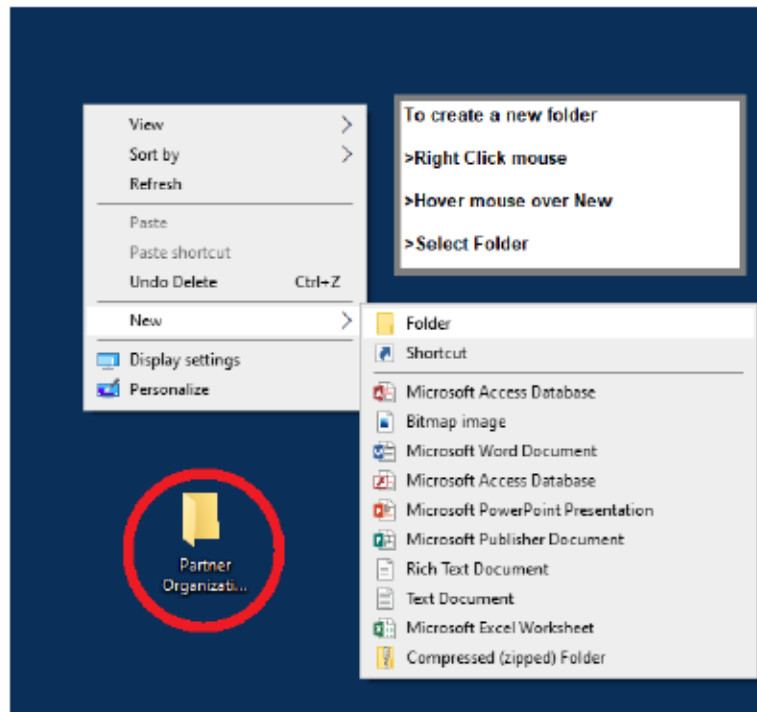 To create a new folder
>Right Click mouse
>Hover mouse over New
>Select Folder
View
Sort by
Refresh
Paste
Paste shortcut
Undo Delete Ctrl+Z
New
Display settings
Personalize
Folder
Shortcut
Microsoft Access Database
Bitmap image
Microsoft Word Document
Microsoft Access Database
Microsoft PowerPoint Presentation
Microsoft Publisher Document
Rich Text Document
Text Document
Microsoft Excel Worksheet
Compressed (zipped) Folder
Partner
Organizati...